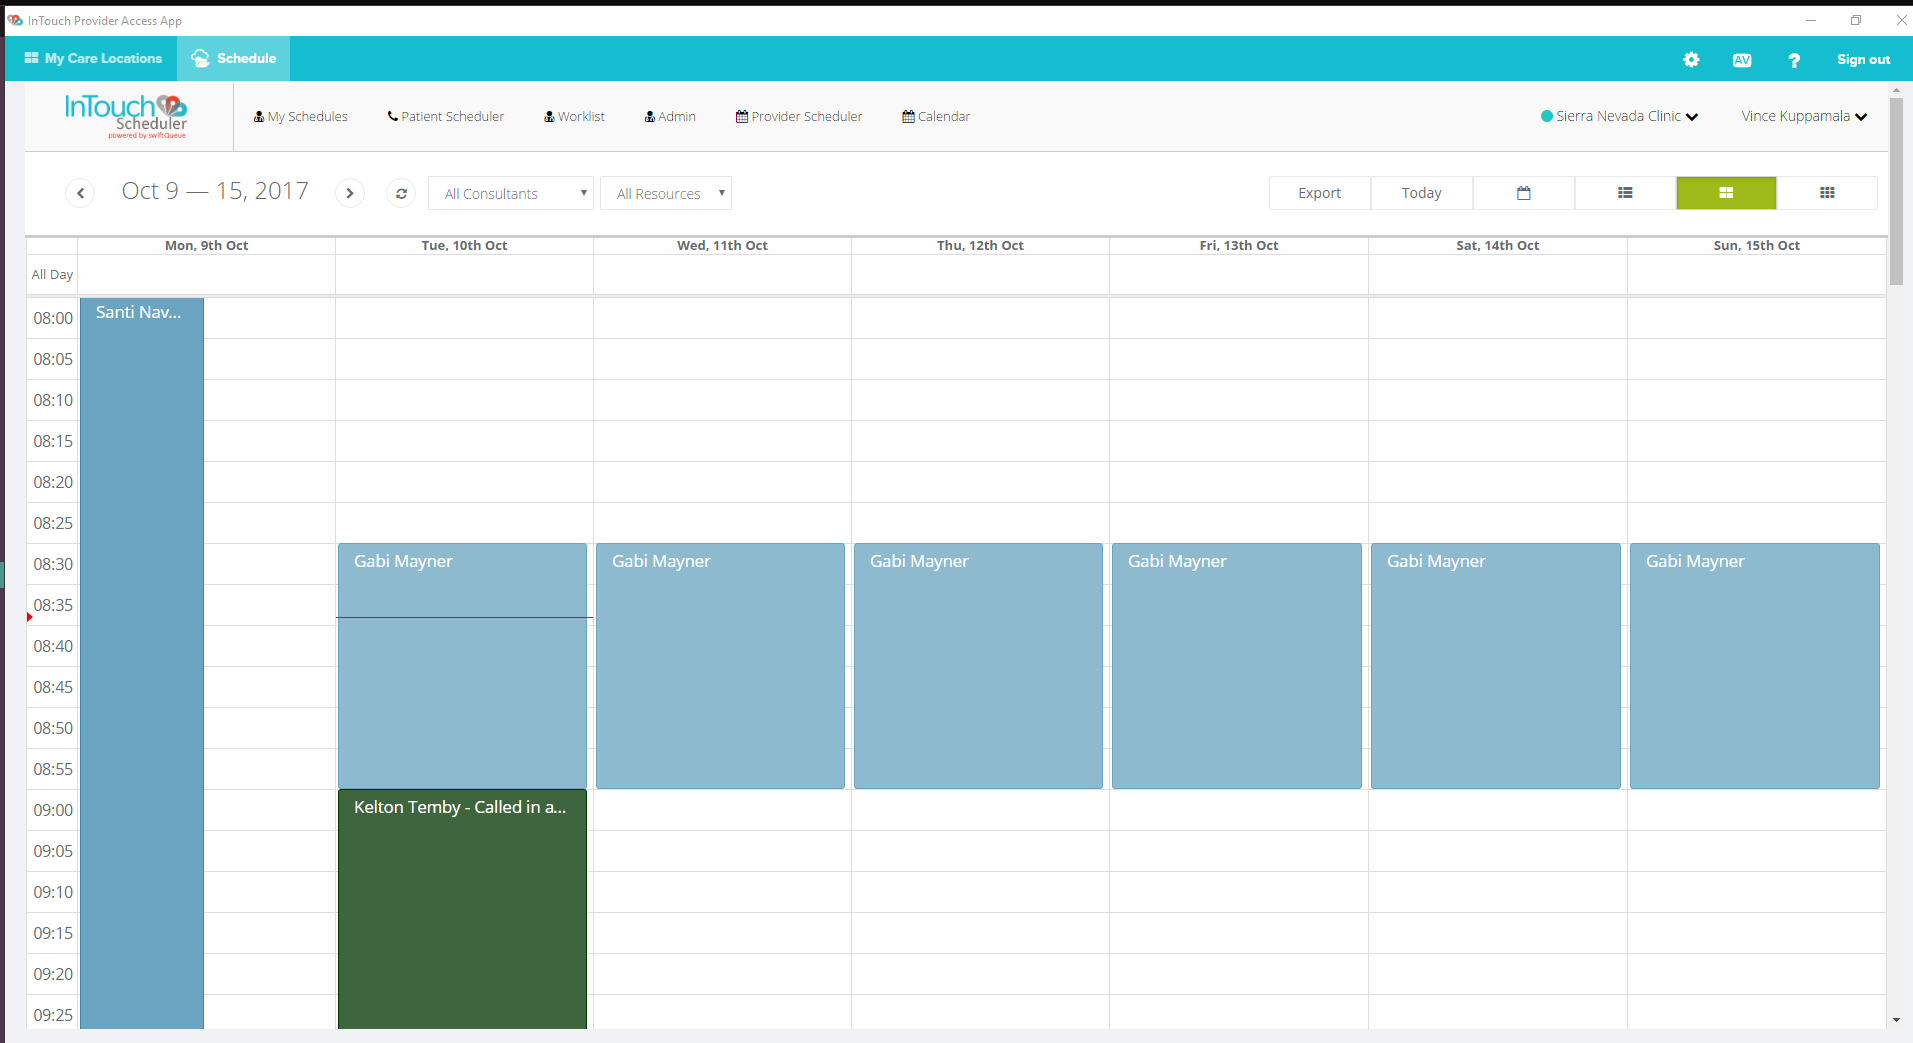 InTouch Provider Access App
My Care Locations Schedule AV ? Sign out
InTouch
Scheduler
powered by swiftQueue
My Schedules Patient Scheduler Worklist Admin Provider Scheduler Calendar Sierra Nevada Clinic Vince Kuppamala
Oct 9 — 15, 2017 All Consultants All Resources Export Today
Mon, 9th Oct Tue, 10th Oct Wed, 11th Oct Thu, 12th Oct Fri, 13th Oct Sat, 14th Oct Sun, 15th Oct
All Day
Santi Nav...
08:00
08:05
08:10
08:15
08:20
08:25
08:30 Gabi Mayner Gabi Mayner Gabi Mayner Gabi Mayner Gabi Mayner Gabi Mayner
08:35
08:40
08:45
08:50
08:55
09:00 Kelton Temby - Called in a...
09:05
09:10
09:15
09:20
09:25